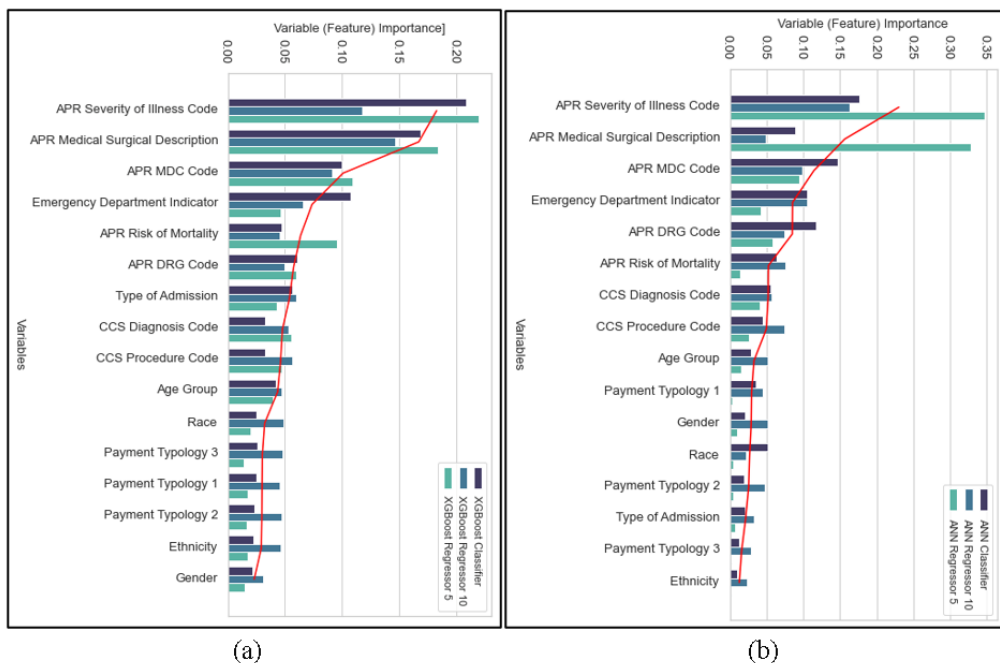 Variable (Feature) Importance]
0.00 0.05 0.10 0.15 0.20
APR Severity of Illness Code
APR Medical Surgical Description
APR MDC Code
Emergency Department Indicator
APR Risk of Mortality
APR DRG Code
Type of Admission
CCS Diagnosis Code
CCS Procedure Code
Age Group
Race
Payment Typology 3
Payment Typology 1
Payment Typology 2
Ethnicity
Gender
Variables
XGBoost Classifier
XGBoost Regressor 10
XGBoost Regressor 5
(a)
Variable (Feature) Importance
0.00 0.05 0.10 0.15 0.20 0.25 0.30 0.35
APR Severity of Illness Code
APR Medical Surgical Description
APR MDC Code
Emergency Department Indicator
APR DRG Code
APR Risk of Mortality
CCS Diagnosis Code
CCS Procedure Code
Age Group
Payment Typology 1
Gender
Race
Payment Typology 2
Type of Admission
Payment Typology 3
Ethnicity
Variables
ANN Classifier
ANN Regressor 10
ANN Regressor 5
(b)